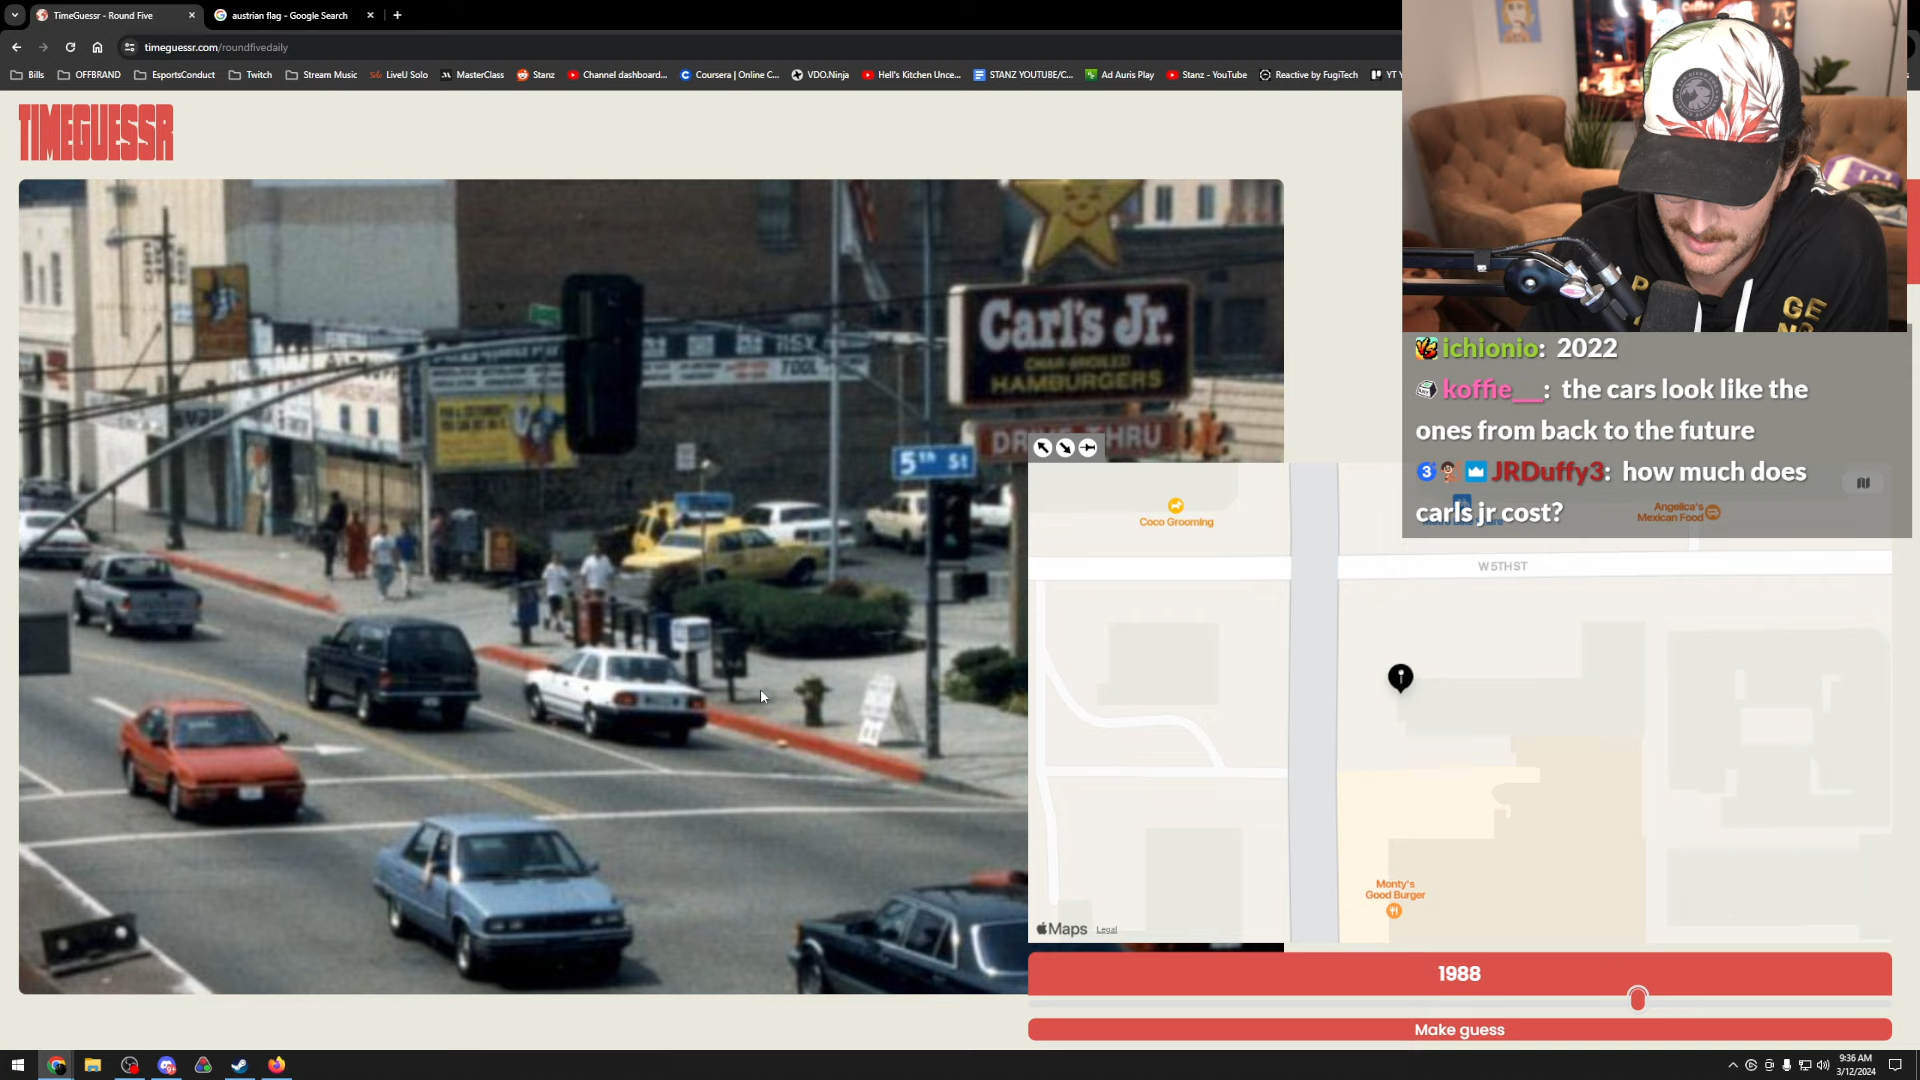 TimeGuessr - Round Five
austrian flag - Google Search
timeguessr.com/roundfivedaily
Bills
OFFBRAND
EsportsConduct
Twitch
Stream Music
LiveU Solo
MasterClass
Stanz
Channel dashboard...
Coursera | Online C...
VDO.Ninja
Hell's Kitchen Unce...
STANZ YOUTUBE/C...
Ad Auris Play
Stanz - YouTube
Reactive by FugiTech
TIMEGUESSR
Carl's Jr.
CHAR-BROILED
HAMBURGERS
DRIVE THRU
TOOL
5th St
ichionio: 2022
koffie__: the cars look like the
ones from back to the future
JRDuffy3: how much does
carls jr cost?
Coco Grooming
Angelica's
Mexican Food
W 5TH ST
Monty's
Good Burger
Maps
Legal
1988
Make guess
9:36 AM
3/12/2024